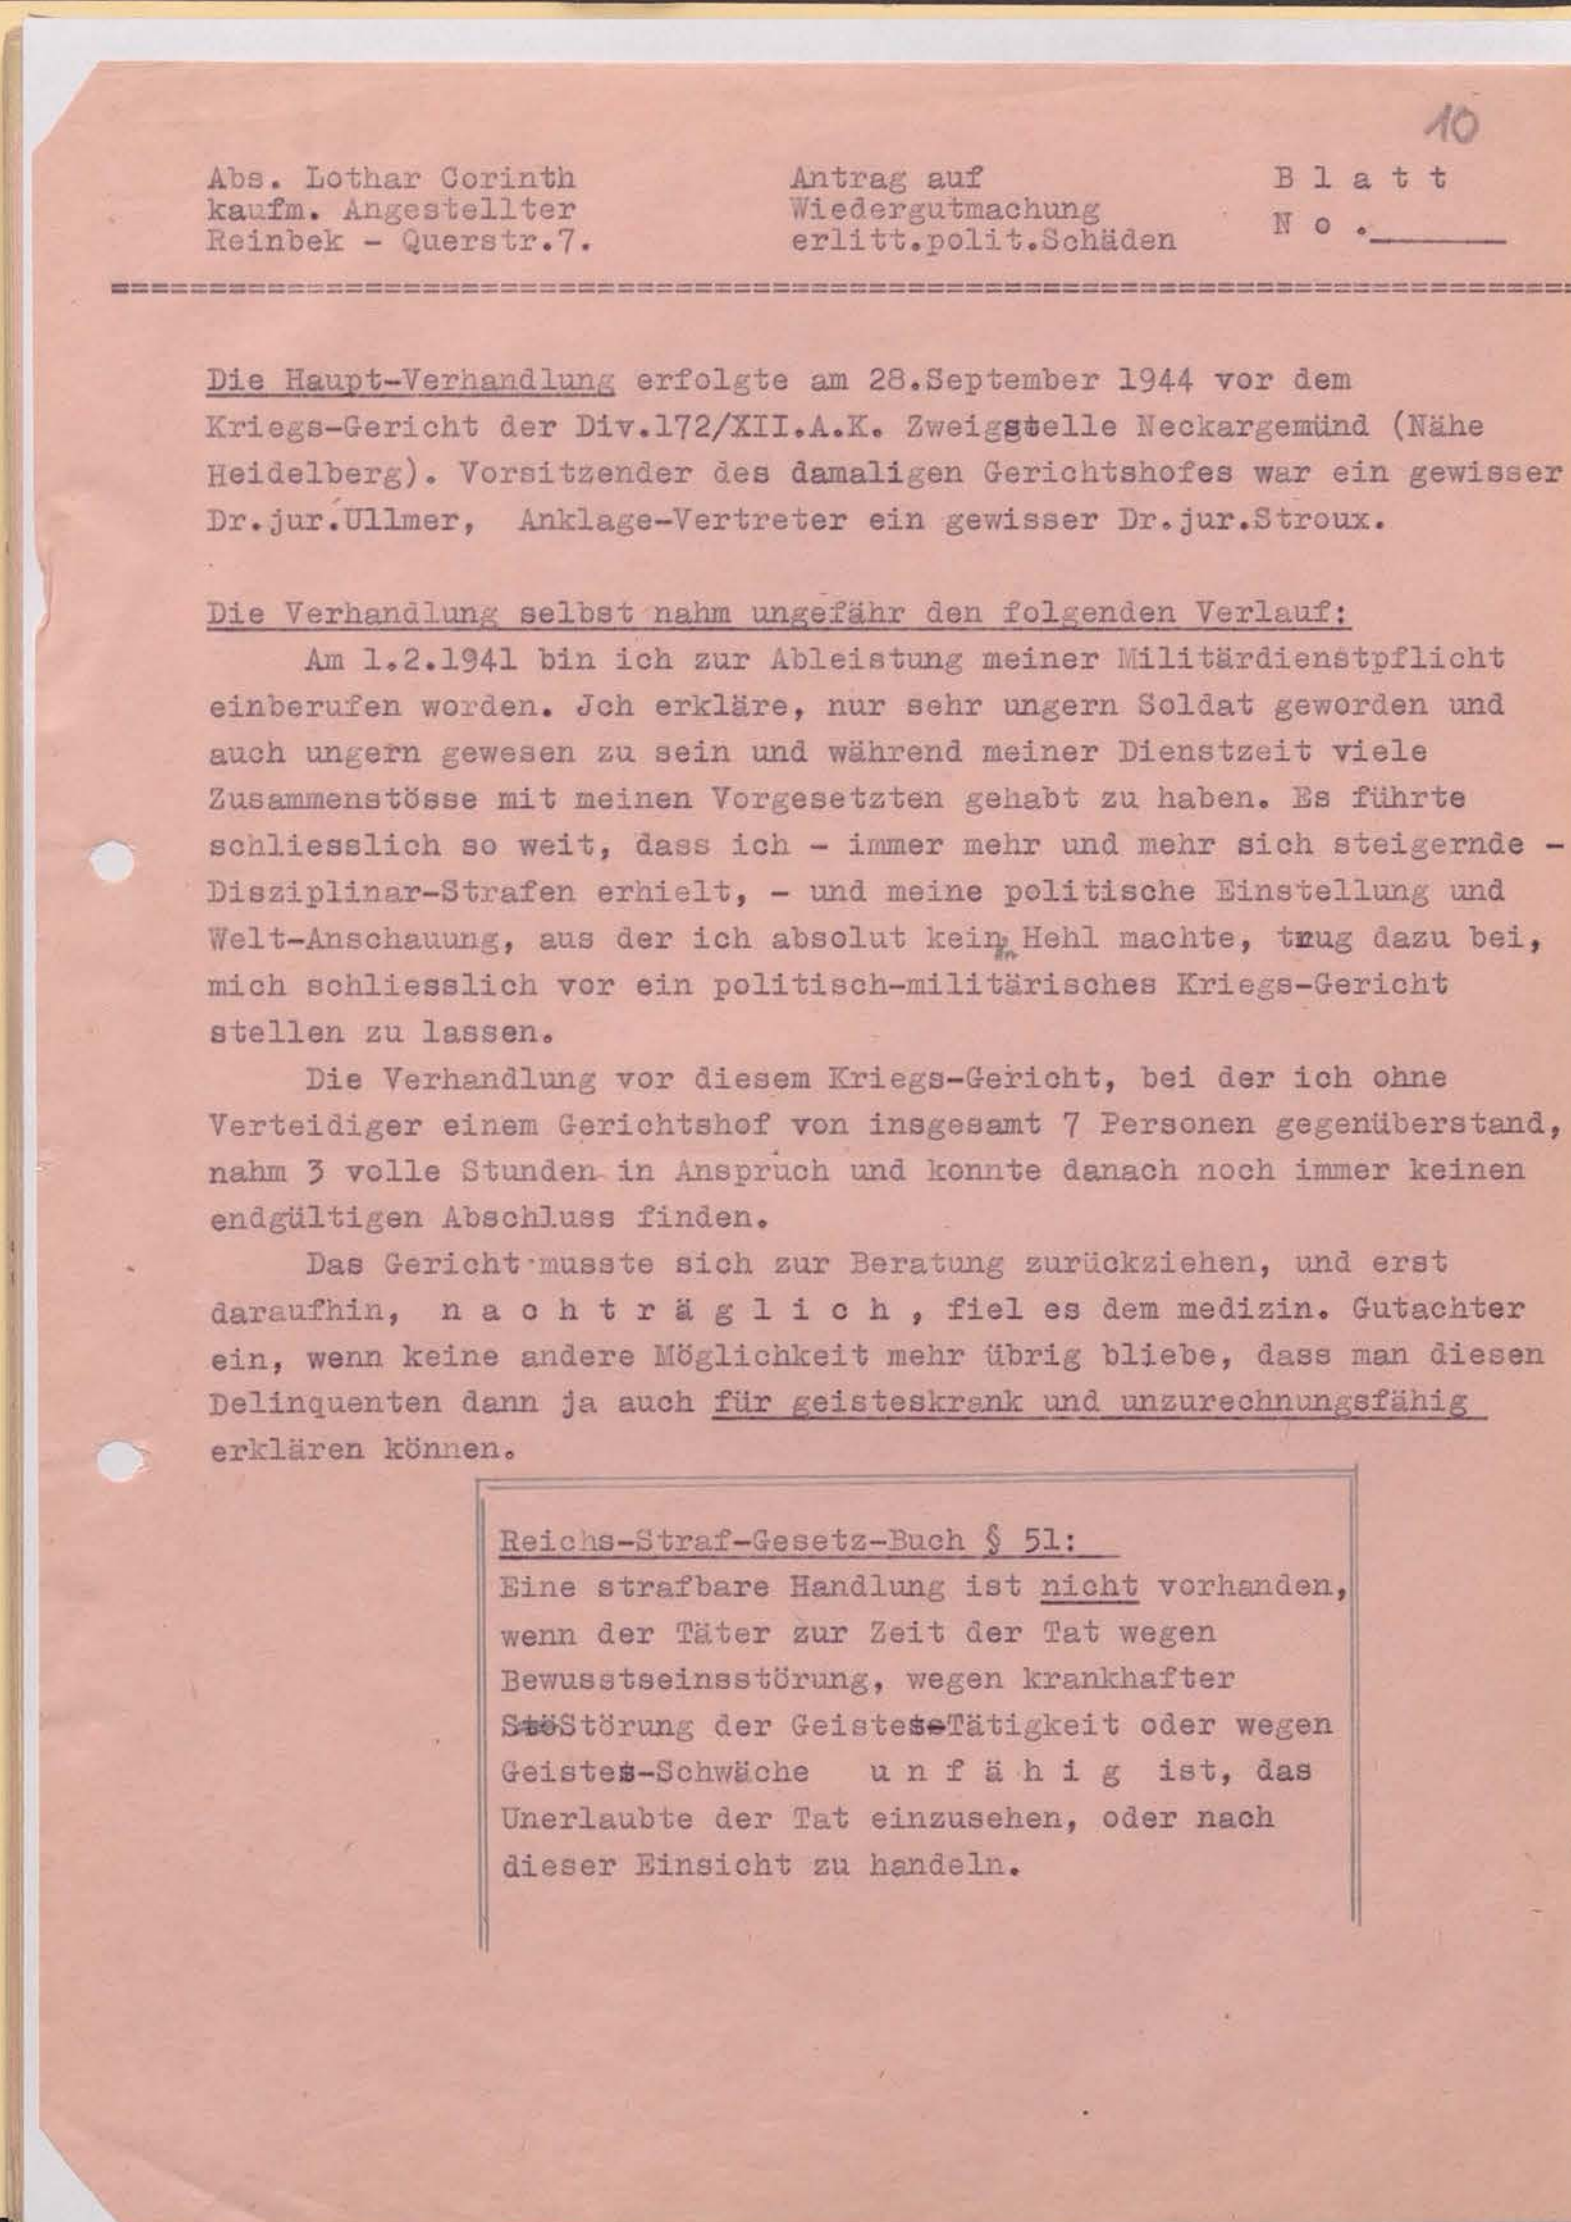 10
Abs. Lothar Corinth Antrag auf B l a t t
kaufm. Angestellter Wiedergutmachung N o .______
Reinbek - Querstr.7. erlitt.polit.Schäden
===========================================================================
Die Haupt-Verhandlung erfolgte am 28.September 1944 vor dem
Kriegs-Gericht der Div.172/XII.A.K. Zweigstelle Neckargemünd (Nähe
Heidelberg). Vorsitzender des damaligen Gerichtshofes war ein gewisser
Dr.jur.Ullmer, Anklage-Vertreter ein gewisser Dr.jur.Stroux.
Die Verhandlung selbst nahm ungefähr den folgenden Verlauf:
Am 1.2.1941 bin ich zur Ableistung meiner Militärdienstpflicht
einberufen worden. Jch erkläre, nur sehr ungern Soldat geworden und
auch ungern gewesen zu sein und während meiner Dienstzeit viele
Zusammenstösse mit meinen Vorgesetzten gehabt zu haben. Es führte
schliesslich so weit, dass ich - immer mehr und mehr sich steigernde -
Disziplinar-Strafen erhielt, - und meine politische Einstellung und
Welt-Anschauung, aus der ich absolut kein Hehl machte, trug dazu bei,
mich schliesslich vor ein politisch-militärisches Kriegs-Gericht
stellen zu lassen.
Die Verhandlung vor diesem Kriegs-Gericht, bei der ich ohne
Verteidiger einem Gerichtshof von insgesamt 7 Personen gegenüberstand,
nahm 3 volle Stunden in Anspruch und konnte danach noch immer keinen
endgültigen Abschluss finden.
Das Gericht musste sich zur Beratung zurückziehen, und erst
daraufhin, n a c h t r ä g l i c h , fiel es dem medizin. Gutachter
ein, wenn keine andere Möglichkeit mehr übrig bliebe, dass man diesen
Delinquenten dann ja auch für geisteskrank und unzurechnungsfähig
erklären können.
Reichs-Straf-Gesetz-Buch § 51:
Eine strafbare Handlung ist nicht vorhanden,
wenn der Täter zur Zeit der Tat wegen
Bewusstseinsstörung, wegen krankhafter
StöStörung der GeistessTätigkeit oder wegen
Geistes-Schwäche u n f ä h i g ist, das
Unerlaubte der Tat einzusehen, oder nach
dieser Einsicht zu handeln.